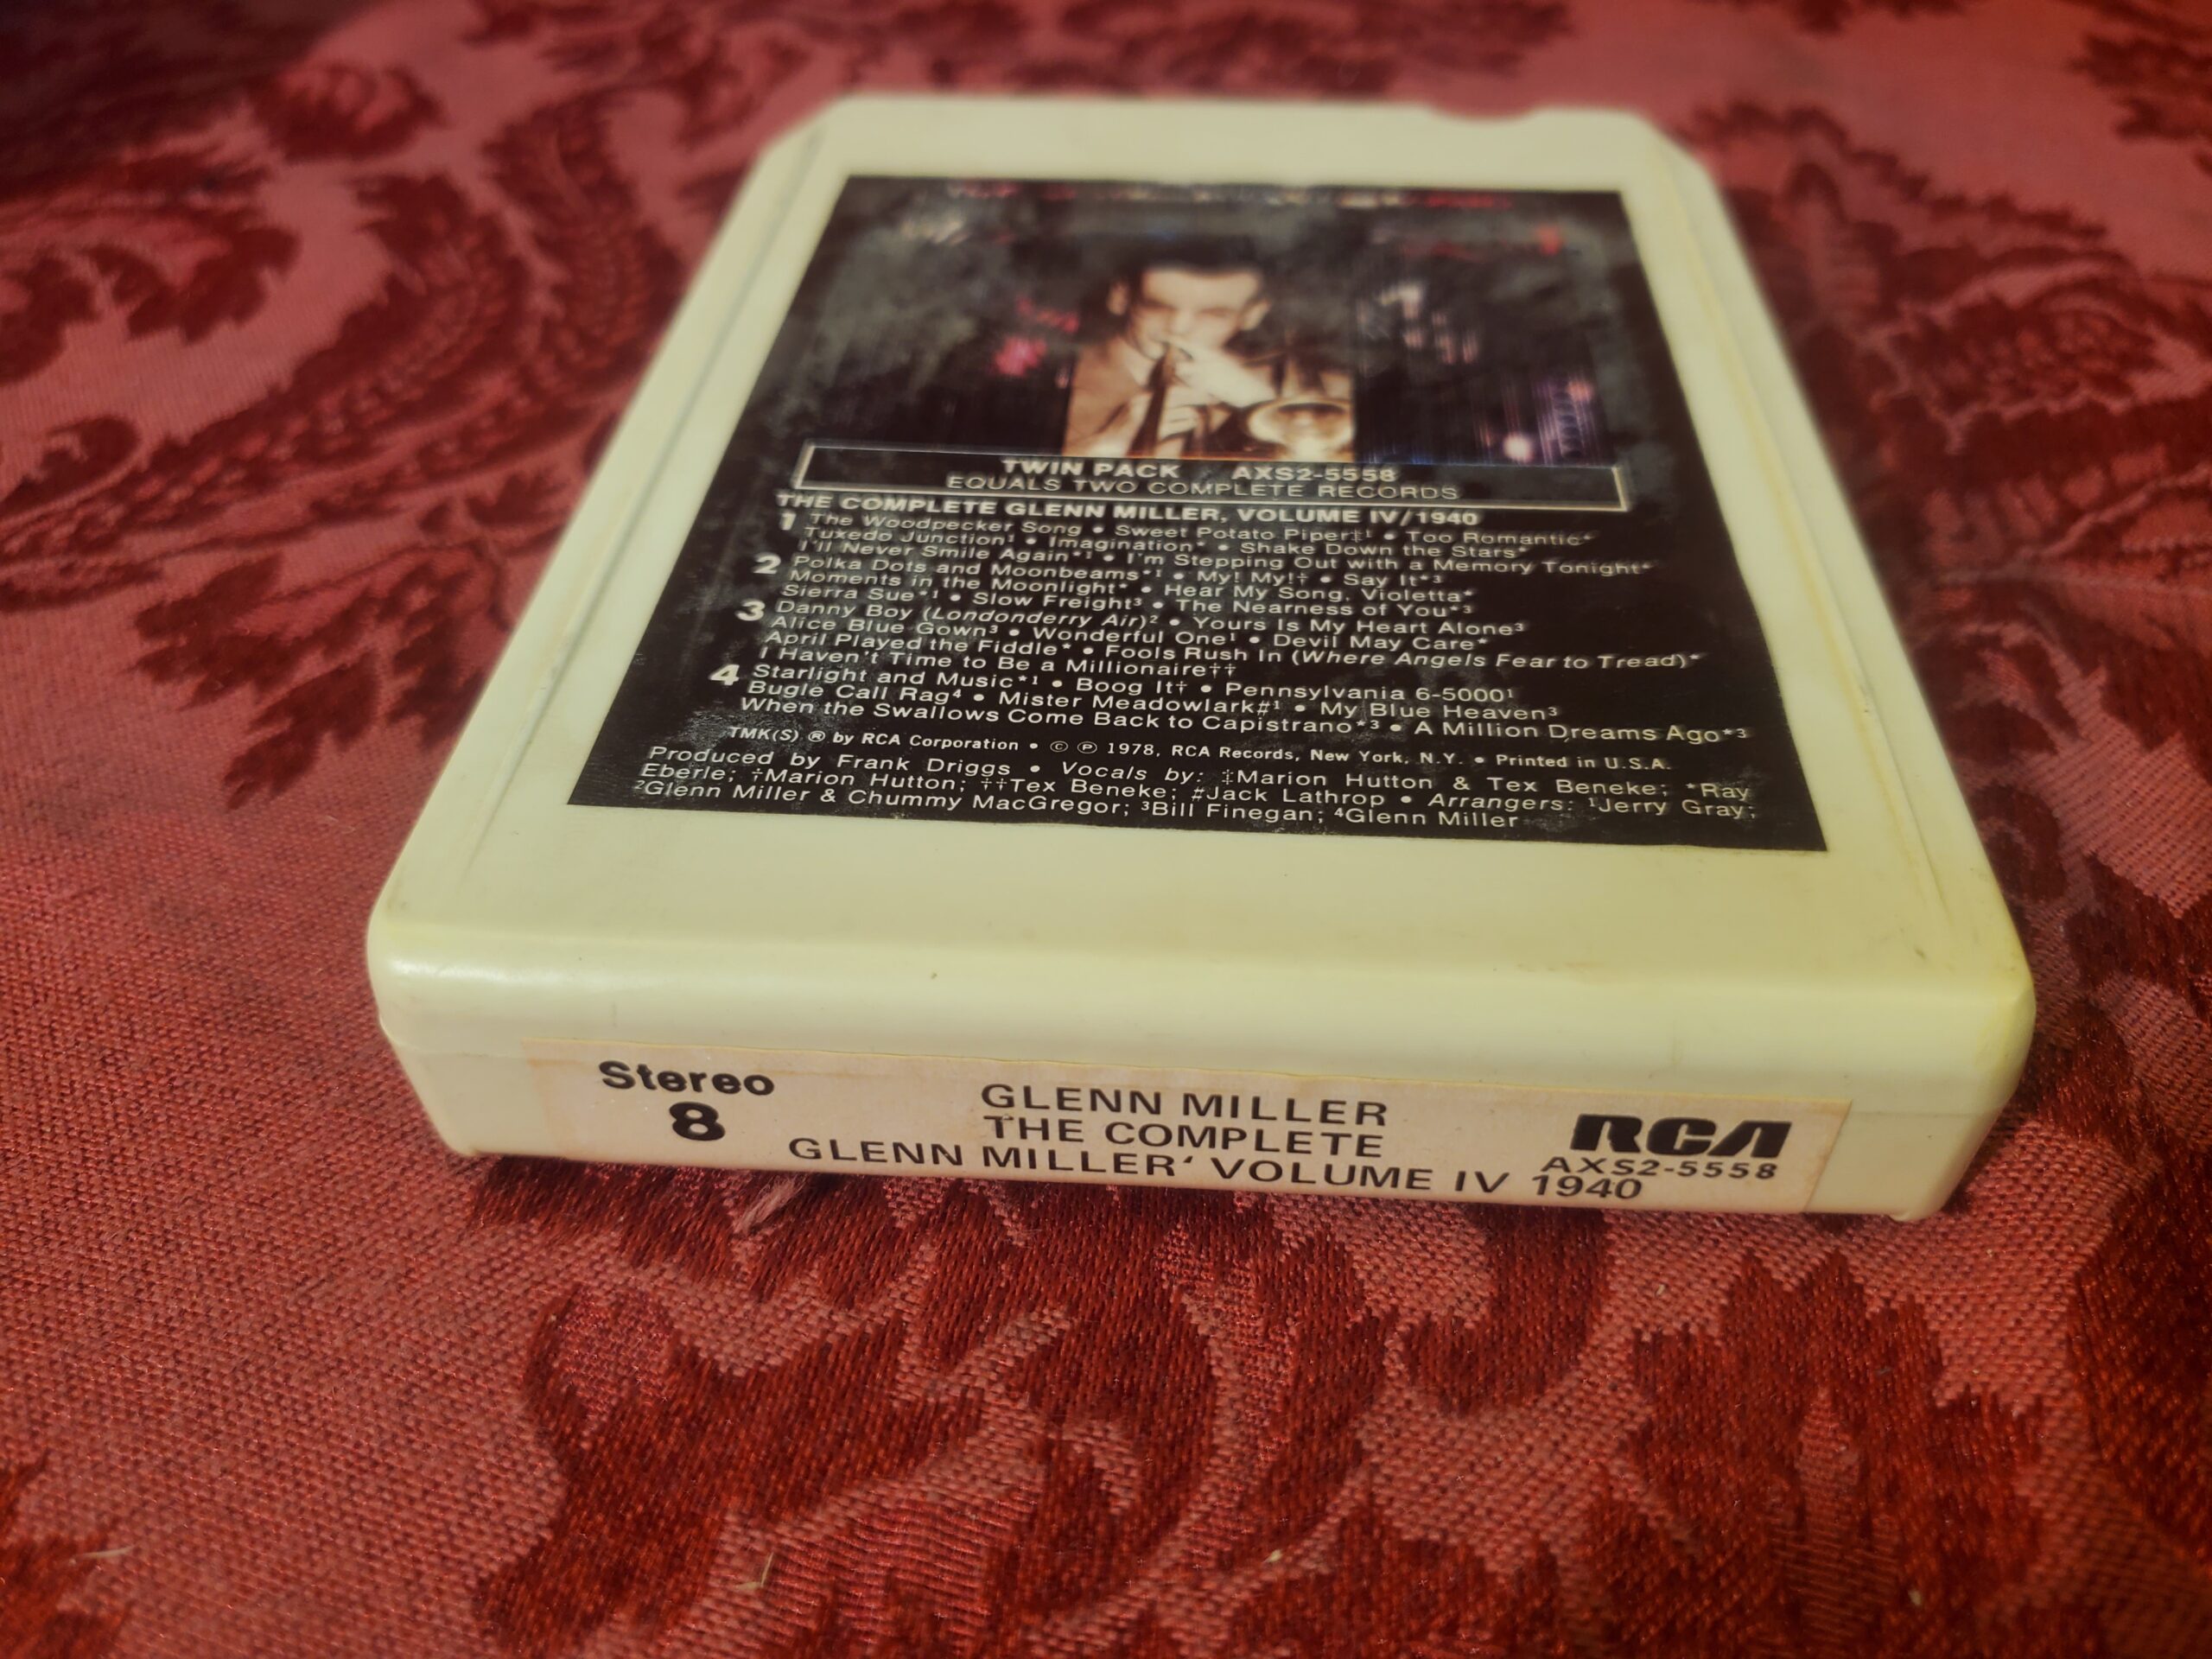 TWIN PACK AXS2-5558
EQUALS TWO COMPLETE RECORDS
THE COMPLETE GLENN MILLER, VOLUME IV/1940
1 The Woodpecker Song • Sweet Potato Piper‡¹ • Too Romantic*
Tuxedo Junction¹ • Imagination* • Shake Down the Stars*
I'll Never Smile Again*¹ • I'm Stepping Out with a Memory Tonight*
2 Polka Dots and Moonbeams*¹ • My! My!† • Say It*³
Moments in the Moonlight* • Hear My Song, Violetta*
Sierra Sue*¹ • Slow Freight³ • The Nearness of You*³
3 Danny Boy (Londonderry Air)² • Yours Is My Heart Alone³
Alice Blue Gown³ • Wonderful One¹ • Devil May Care*
April Played the Fiddle* • Fools Rush In (Where Angels Fear to Tread)*
I Haven't Time to Be a Millionaire††
4 Starlight and Music*¹ • Boog It† • Pennsylvania 6-5000¹
Bugle Call Rag⁴ • Mister Meadowlark#¹ • My Blue Heaven³
When the Swallows Come Back to Capistrano*³ • A Million Dreams Ago*³
TMK(S) ® by RCA Corporation • © ℗ 1978, RCA Records, New York, N.Y. • Printed in U.S.A.
Produced by Frank Driggs • Vocals by: ‡Marion Hutton & Tex Beneke; *Ray
Eberle; †Marion Hutton; ††Tex Beneke; #Jack Lathrop • Arrangers: ¹Jerry Gray;
²Glenn Miller & Chummy MacGregor; ³Bill Finegan; ⁴Glenn Miller
Stereo
8
GLENN MILLER
THE COMPLETE
GLENN MILLER' VOLUME IV 1940
RCA
AXS2-5558